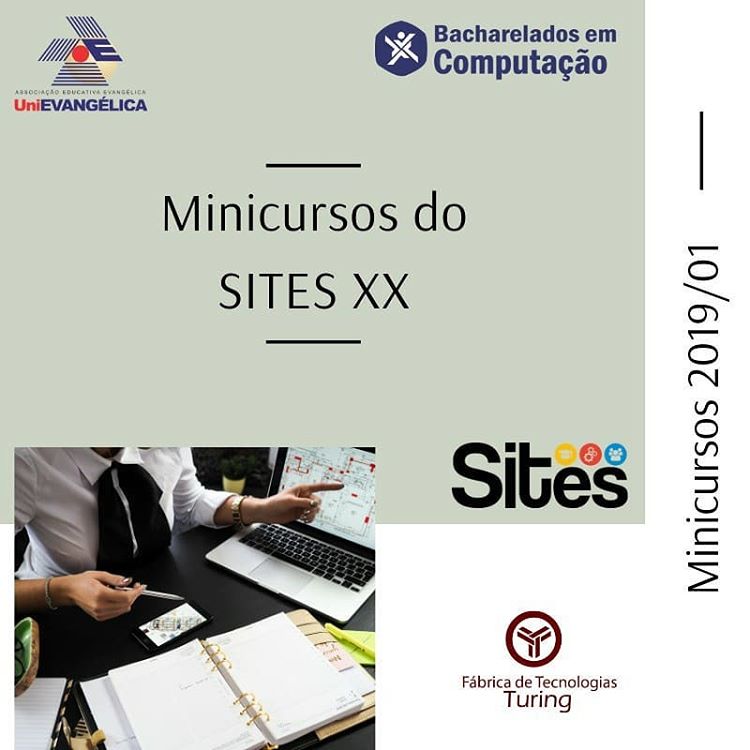 ASSOCIAÇÃO EDUCATIVA EVANGÉLICA
UniEVANGÉLICA
Bacharelados em
Computação
Minicursos do
SITES XX
Minicursos 2019/01
Sites
Fábrica de Tecnologias
Turing